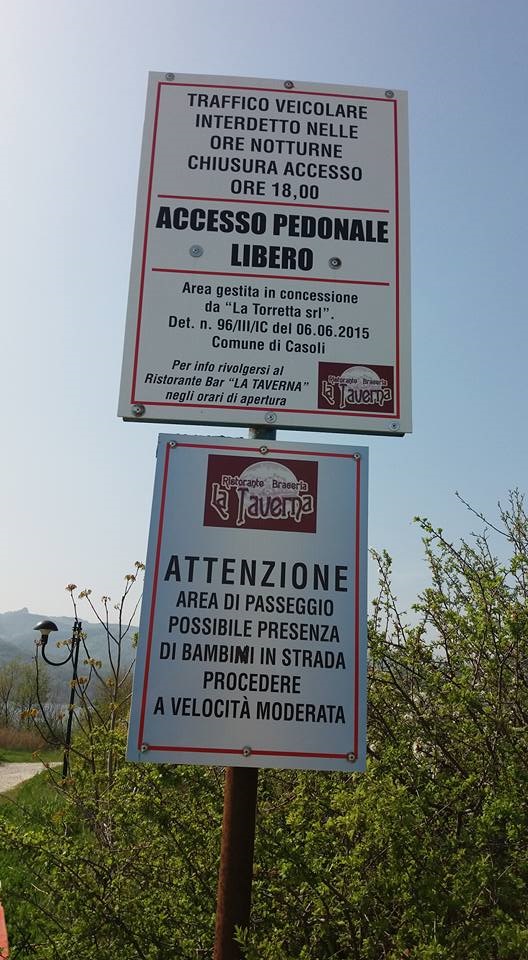 TRAFFICO VEICOLARE
INTERDETTO NELLE
ORE NOTTURNE
CHIUSURA ACCESSO
ORE 18,00
ACCESSO PEDONALE
LIBERO
Area gestita in concessione
da “La Torretta srl”.
Det. n. 96/III/IC del 06.06.2015
Comune di Casoli
Per info rivolgersi al
Ristorante Bar “LA TAVERNA”
negli orari di apertura
Ristorante Braceria
La Taverna
Ristorante Braceria
La Taverna
ATTENZIONE
AREA DI PASSEGGIO
POSSIBILE PRESENZA
DI BAMBIMI IN STRADA
PROCEDERE
A VELOCITÀ MODERATA